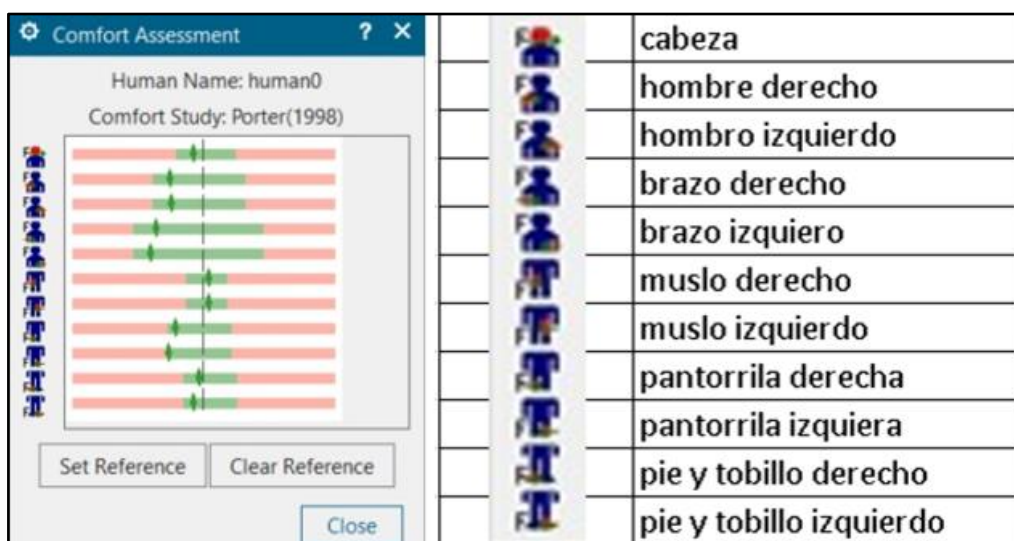 Comfort Assessment ? ×
Human Name: human0
Comfort Study: Porter(1998)
Set Reference Clear Reference
Close
cabeza
hombre derecho
hombro izquierdo
brazo derecho
brazo izquiero
muslo derecho
muslo izquierdo
pantorrila derecha
pantorrila izquiera
pie y tobillo derecho
pie y tobillo izquierdo